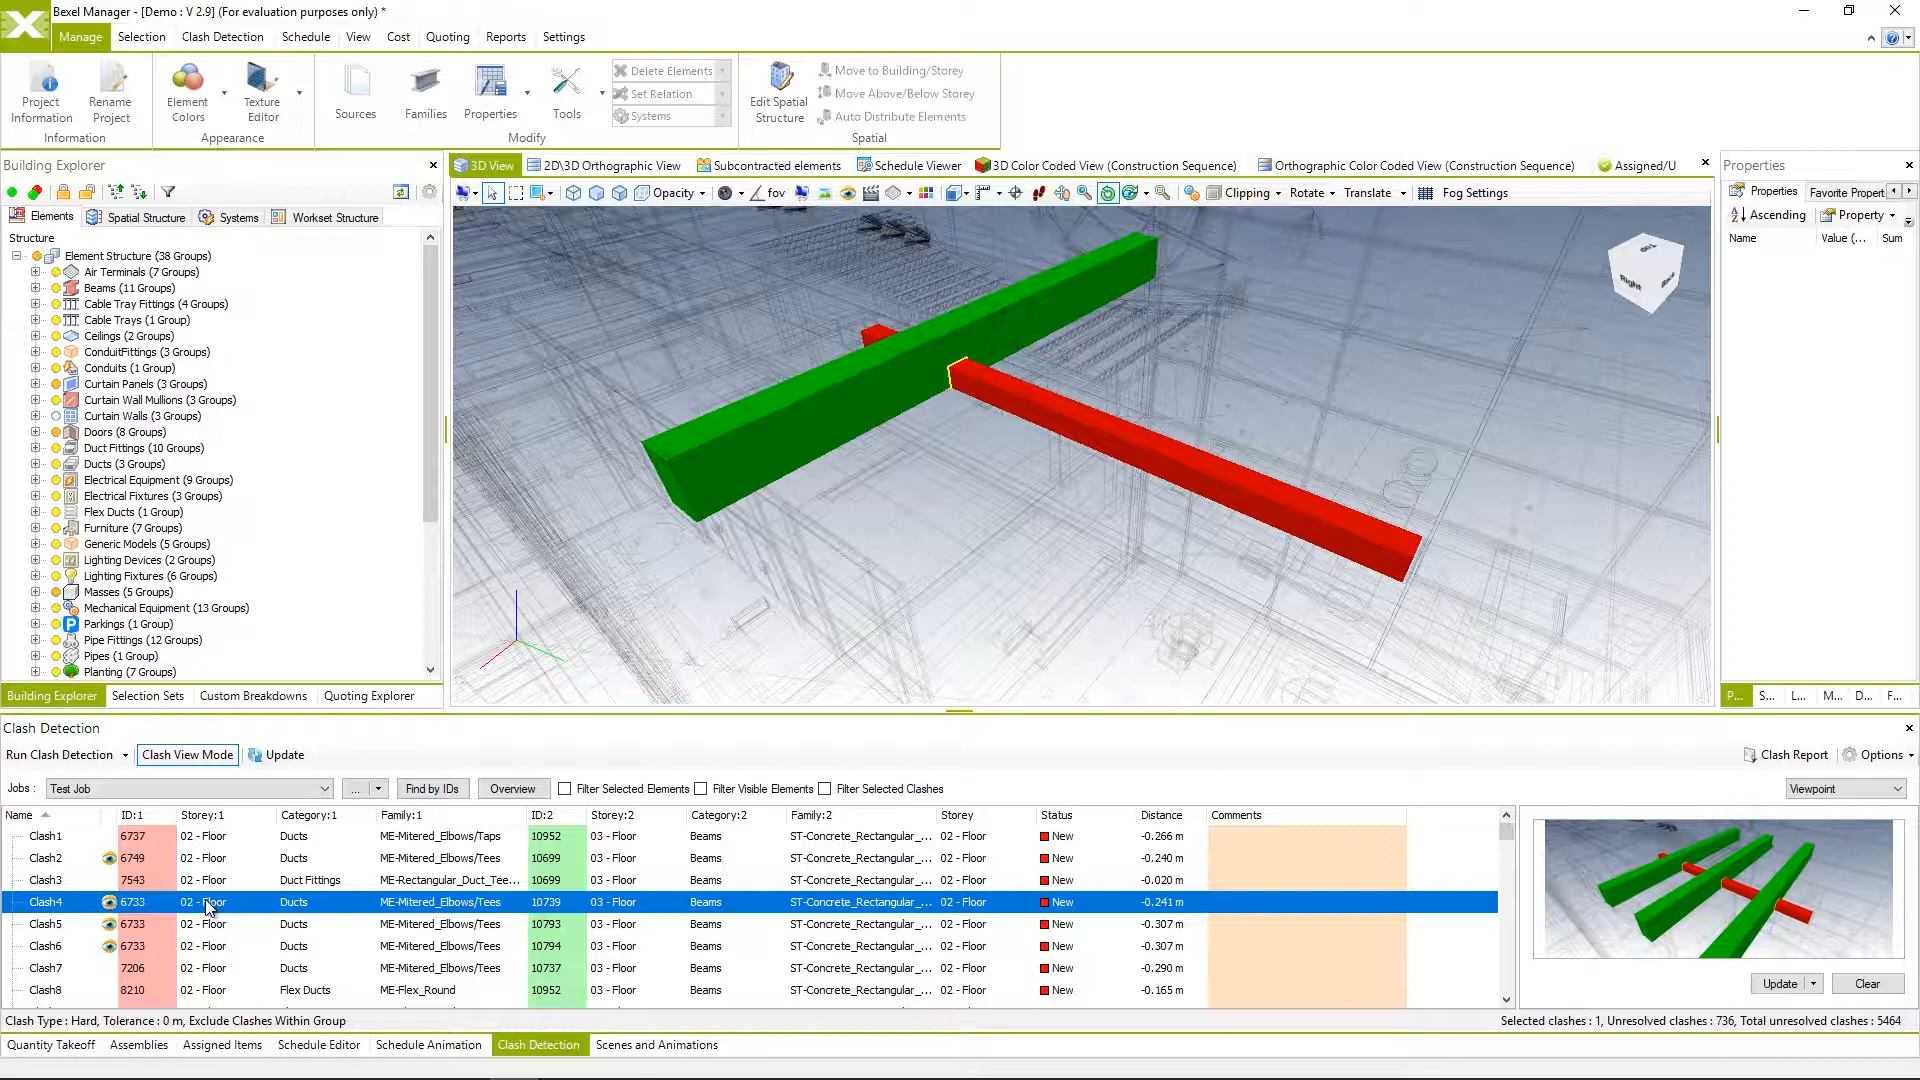 Bexel Manager - [Demo : V 2.9] (For evaluation purposes only) *
Manage Selection Clash Detection Schedule View Cost Quoting Reports Settings
Project Information
Rename Project
Information
Element Colors
Texture Editor
Appearance
Sources
Families
Properties
Tools
Delete Elements
Set Relation
Systems
Modify
Edit Spatial Structure
Move to Building/Storey
Move Above/Below Storey
Auto Distribute Elements
Spatial
Building Explorer
Elements Spatial Structure Systems Workset Structure
Structure
Element Structure (38 Groups)
Air Terminals (7 Groups)
Beams (11 Groups)
Cable Tray Fittings (4 Groups)
Cable Trays (1 Group)
Ceilings (2 Groups)
ConduitFittings (3 Groups)
Conduits (1 Group)
Curtain Panels (3 Groups)
Curtain Wall Mullions (3 Groups)
Curtain Walls (3 Groups)
Doors (8 Groups)
Duct Fittings (10 Groups)
Ducts (3 Groups)
Electrical Equipment (9 Groups)
Electrical Fixtures (3 Groups)
Flex Ducts (1 Group)
Furniture (7 Groups)
Generic Models (5 Groups)
Lighting Devices (2 Groups)
Lighting Fixtures (6 Groups)
Masses (5 Groups)
Mechanical Equipment (13 Groups)
Parkings (1 Group)
Pipe Fittings (12 Groups)
Pipes (1 Group)
Planting (7 Groups)
Building Explorer Selection Sets Custom Breakdowns Quoting Explorer
3D View 2D\3D Orthographic View Subcontracted elements Schedule Viewer 3D Color Coded View (Construction Sequence) Orthographic Color Coded View (Construction Sequence) Assigned/U
Opacity fov Clipping Rotate Translate Fog Settings
Right
Properties
Properties Favorite Propert
Ascending Property
Name Value (... Sum
P... S... L... M... D... F...
Clash Detection
Run Clash Detection Clash View Mode Update Clash Report Options
Jobs : Test Job ... Find by IDs Overview Filter Selected Elements Filter Visible Elements Filter Selected Clashes Viewpoint
Name ID:1 Storey:1 Category:1 Family:1 ID:2 Storey:2 Category:2 Family:2 Storey Status Distance Comments
Clash1 6737 02 - Floor Ducts ME-Mitered_Elbows/Taps 10952 03 - Floor Beams ST-Concrete_Rectangular_... 02 - Floor New -0.266 m
Clash2 6749 02 - Floor Ducts ME-Mitered_Elbows/Tees 10699 03 - Floor Beams ST-Concrete_Rectangular_... 02 - Floor New -0.240 m
Clash3 7543 02 - Floor Duct Fittings ME-Rectangular_Duct_Tee... 10699 03 - Floor Beams ST-Concrete_Rectangular_... 02 - Floor New -0.020 m
Clash4 6733 02 - Floor Ducts ME-Mitered_Elbows/Tees 10739 03 - Floor Beams ST-Concrete_Rectangular_... 02 - Floor New -0.241 m
Clash5 6733 02 - Floor Ducts ME-Mitered_Elbows/Tees 10793 03 - Floor Beams ST-Concrete_Rectangular_... 02 - Floor New -0.307 m
Clash6 6733 02 - Floor Ducts ME-Mitered_Elbows/Tees 10794 03 - Floor Beams ST-Concrete_Rectangular_... 02 - Floor New -0.307 m
Clash7 7206 02 - Floor Ducts ME-Mitered_Elbows/Tees 10737 03 - Floor Beams ST-Concrete_Rectangular_... 02 - Floor New -0.290 m
Clash8 8210 02 - Floor Flex Ducts ME-Flex_Round 10952 03 - Floor Beams ST-Concrete_Rectangular_... 02 - Floor New -0.165 m
Update Clear
Clash Type : Hard, Tolerance : 0 m, Exclude Clashes Within Group Selected clashes : 1, Unresolved clashes : 736, Total unresolved clashes : 5464
Quantity Takeoff Assemblies Assigned Items Schedule Editor Schedule Animation Clash Detection Scenes and Animations